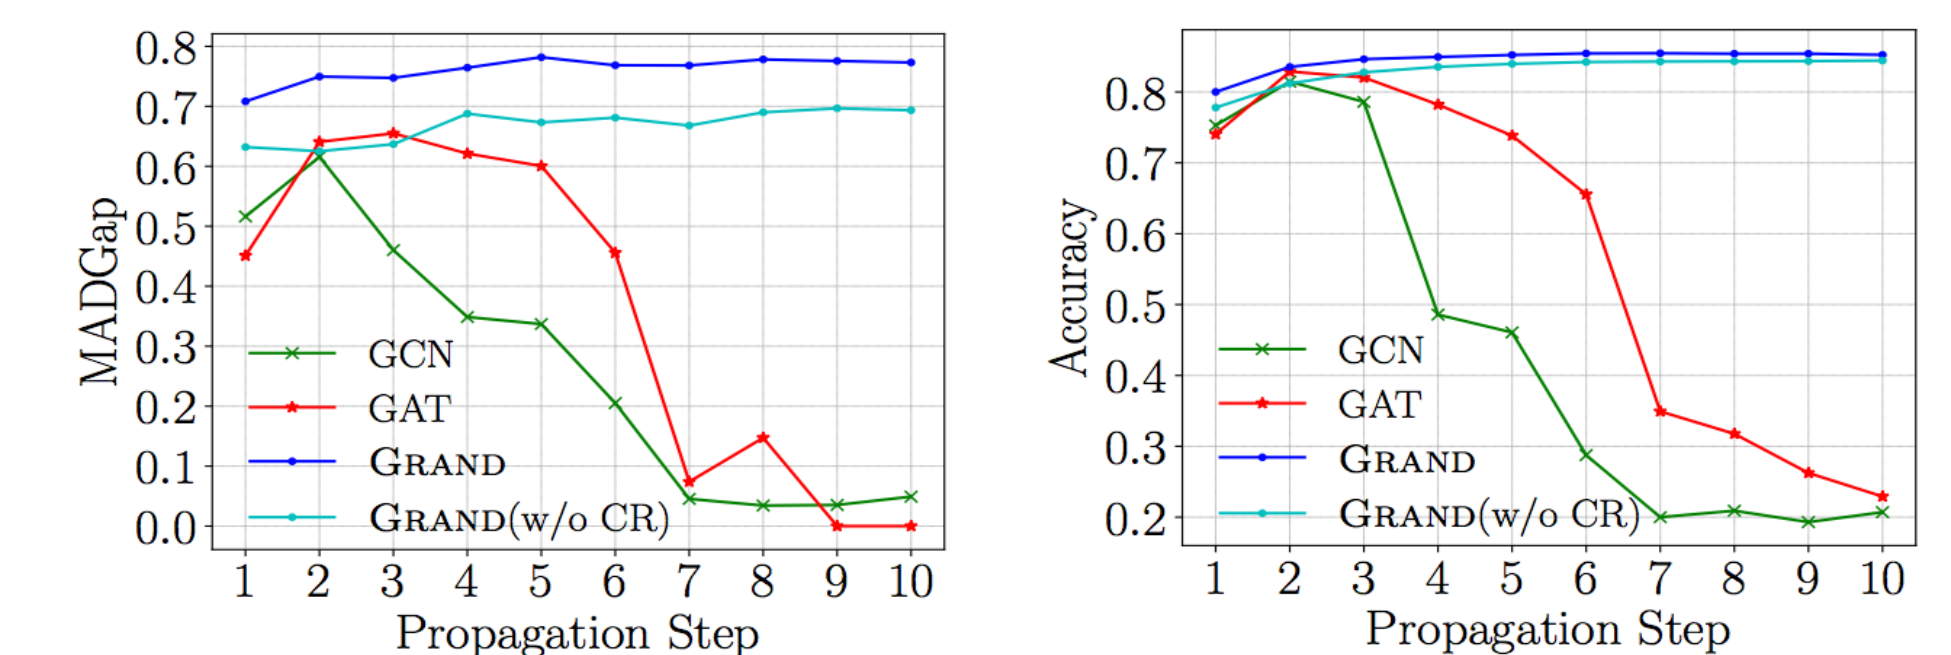 0.8
0.7
0.6
0.5
0.4
0.3
0.2
0.1
0.0
MADGap
GCN
GAT
GRAND
GRAND(w/o CR)
1 2 3 4 5 6 7 8 9 10
Propagation Step
0.8
0.7
0.6
0.5
0.4
0.3
0.2
Accuracy
GCN
GAT
GRAND
GRAND(w/o CR)
1 2 3 4 5 6 7 8 9 10
Propagation Step